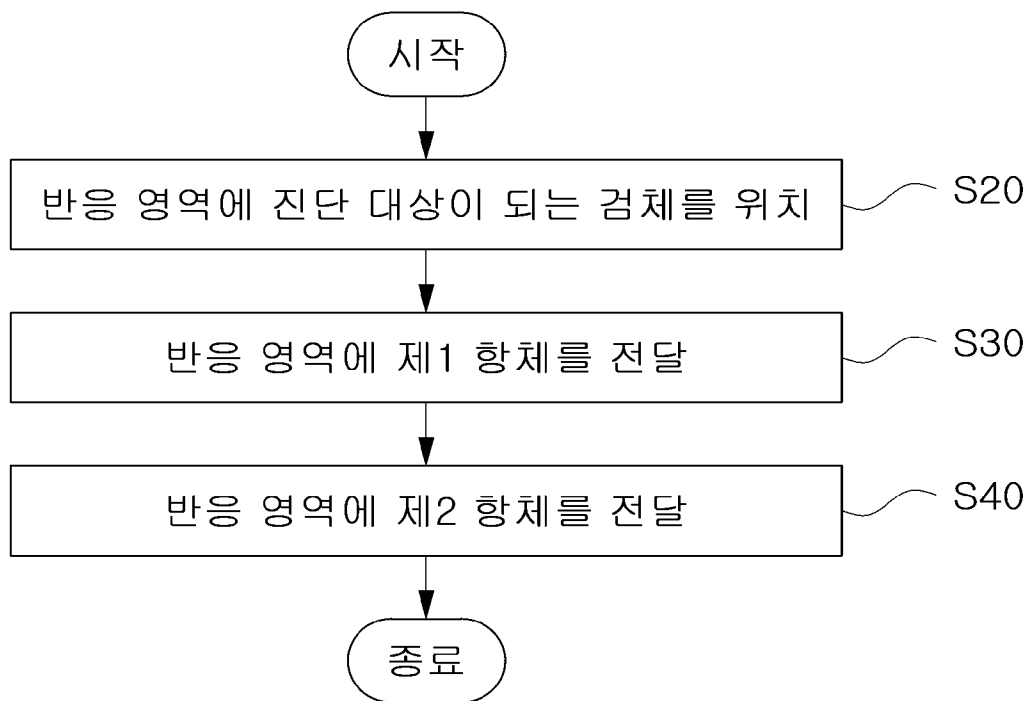 시작
반응 영역에 진단 대상이 되는 검체를 위치
S20
반응 영역에 제1 항체를 전달
S30
반응 영역에 제2 항체를 전달
S40
종료